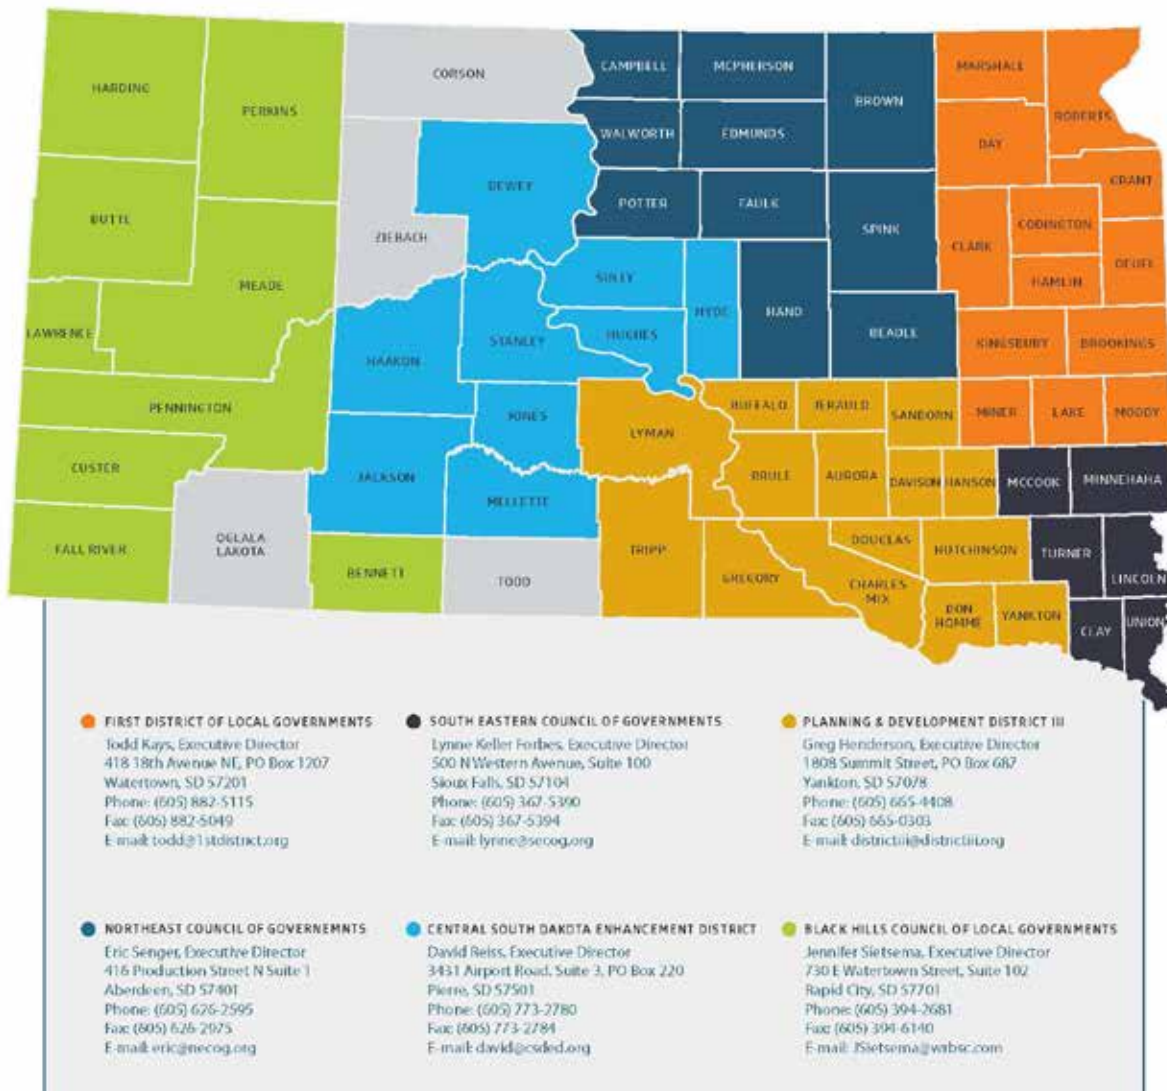 HARDING
PERKINS
CORSON
CAMPBELL
MCPHERSON
BROWN
MARSHALL
ROBERTS
WALWORTH
EDMUNDS
DAY
DEWEY
GRANT
BUTTE
ZIEBACH
POTTER
FAULK
SPINK
CLARK
CODINGTON
DEUEL
HAMLIN
MEADE
SULLY
HYDE
HAND
LAWRENCE
HAAKON
STANLEY
HUGHES
BEADLE
KINGSBURY
BROOKINGS
PENNINGTON
JONES
LYMAN
BUFFALO
JERAULD
SANBORN
MINER
LAKE
MOODY
CUSTER
JACKSON
MELLETTE
BRULE
AURORA
DAVISON
HANSON
MCCOOK
MINNEHAHA
FALL RIVER
OGLALA
LAKOTA
BENNETT
TODD
TRIPP
GREGORY
DOUGLAS
CHARLES
MIX
HUTCHINSON
TURNER
LINCOLN
BON
HOMME
YANKTON
CLAY
UNION
FIRST DISTRICT OF LOCAL GOVERNMENTS
Todd Kays, Executive Director
418 18th Avenue NE, PO Box 1207
Watertown, SD 57201
Phone: (605) 882-5115
Fax: (605) 882-5049
E-mail: todd@1stdistrict.org
SOUTH EASTERN COUNCIL OF GOVERNMENTS
Lynne Keller Forbes, Executive Director
500 N Western Avenue, Suite 100
Sioux Falls, SD 57104
Phone: (605) 367-5390
Fax: (605) 367-5394
E-mail: lynne@secog.org
PLANNING & DEVELOPMENT DISTRICT III
Greg Henderson, Executive Director
1808 Summit Street, PO Box 687
Yankton, SD 57078
Phone: (605) 665-4408
Fax: (605) 665-0303
E-mail: districtiii@districtiii.org
NORTHEAST COUNCIL OF GOVERNEMNTS
Eric Senger, Executive Director
416 Production Street N Suite 1
Aberdeen, SD 57401
Phone: (605) 626-2595
Fax: (605) 626-2975
E-mail: eric@necog.org
CENTRAL SOUTH DAKOTA ENHANCEMENT DISTRICT
David Reiss, Executive Director
3431 Airport Road, Suite 3, PO Box 220
Pierre, SD 57501
Phone: (605) 773-2780
Fax: (605) 773-2784
E-mail: david@csded.org
BLACK HILLS COUNCIL OF LOCAL GOVERNMENTS
Jennifer Sietsema, Executive Director
730 E Watertown Street, Suite 102
Rapid City, SD 57701
Phone: (605) 394-2681
Fax: (605) 394-6140
E-mail: JSietsema@wrbsc.com